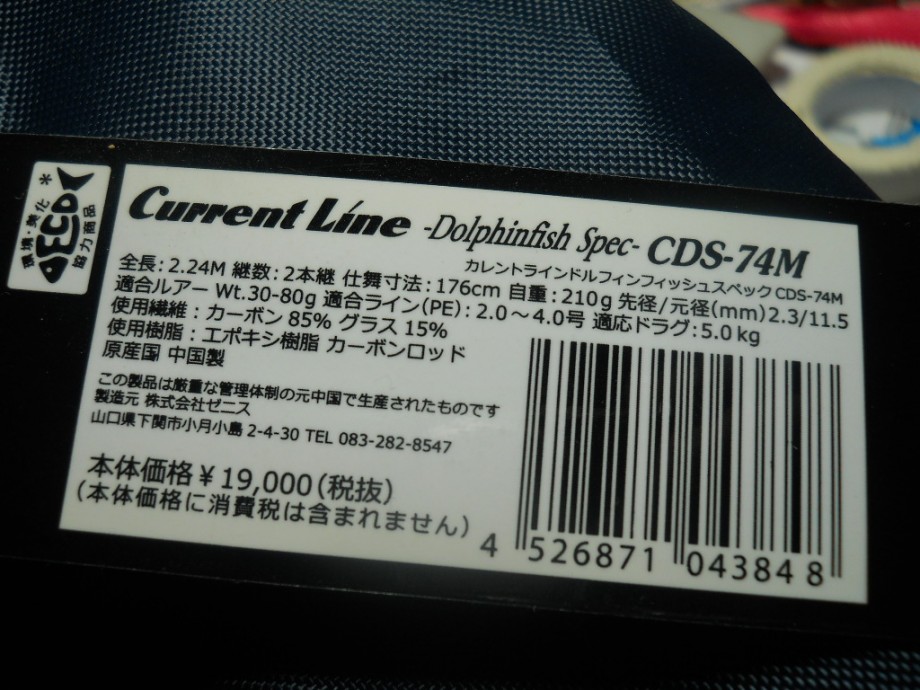 環境・美化*
DECO
協力商品
Current Line -Dolphinfish Spec- CDS-74M
カレントラインドルフィンフィッシュスペック CDS-74M
全長:2.24M 継数:2本継 仕舞寸法:176cm 自重:210g 先径/元径(mm)2.3/11.5
適合ルアー Wt.30-80g 適合ライン(PE):2.0～4.0号 適応ドラグ:5.0kg
使用繊維:カーボン 85% グラス 15%
使用樹脂:エポキシ樹脂 カーボンロッド
原産国 中国製
この製品は厳重な管理体制の元中国で生産されたものです
製造元 株式会社ゼニス
山口県下関市小月小島2-4-30 TEL 083-282-8547
本体価格￥19,000(税抜)
(本体価格に消費税は含まれません)
4 526871 043848